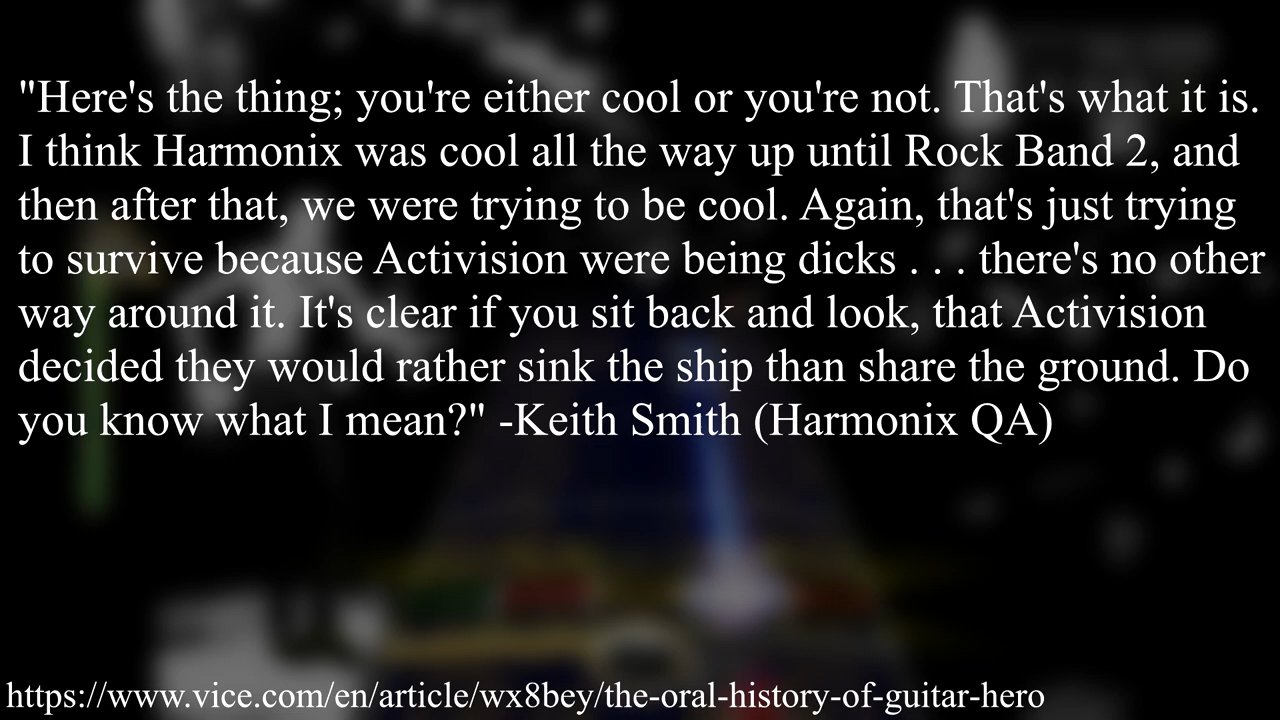 "Here's the thing; you're either cool or you're not. That's what it is.
I think Harmonix was cool all the way up until Rock Band 2, and
then after that, we were trying to be cool. Again, that's just trying
to survive because Activision were being dicks . . . there's no other
way around it. It's clear if you sit back and look, that Activision
decided they would rather sink the ship than share the ground. Do
you know what I mean?" -Keith Smith (Harmonix QA)
https://www.vice.com/en/article/wx8bey/the-oral-history-of-guitar-hero